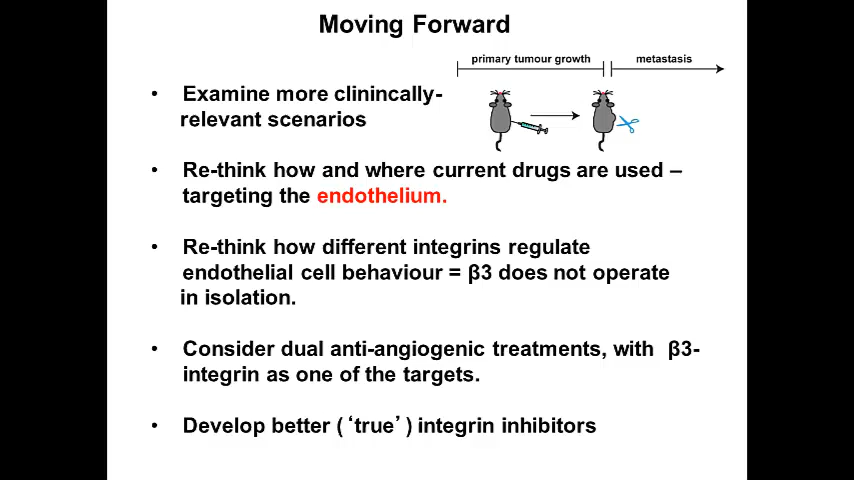 Moving Forward
primary tumour growth
metastasis
• Examine more clinincally-
relevant scenarios
• Re-think how and where current drugs are used –
targeting the endothelium.
• Re-think how different integrins regulate
endothelial cell behaviour = β3 does not operate
in isolation.
• Consider dual anti-angiogenic treatments, with β3-
integrin as one of the targets.
• Develop better (‘true’) integrin inhibitors